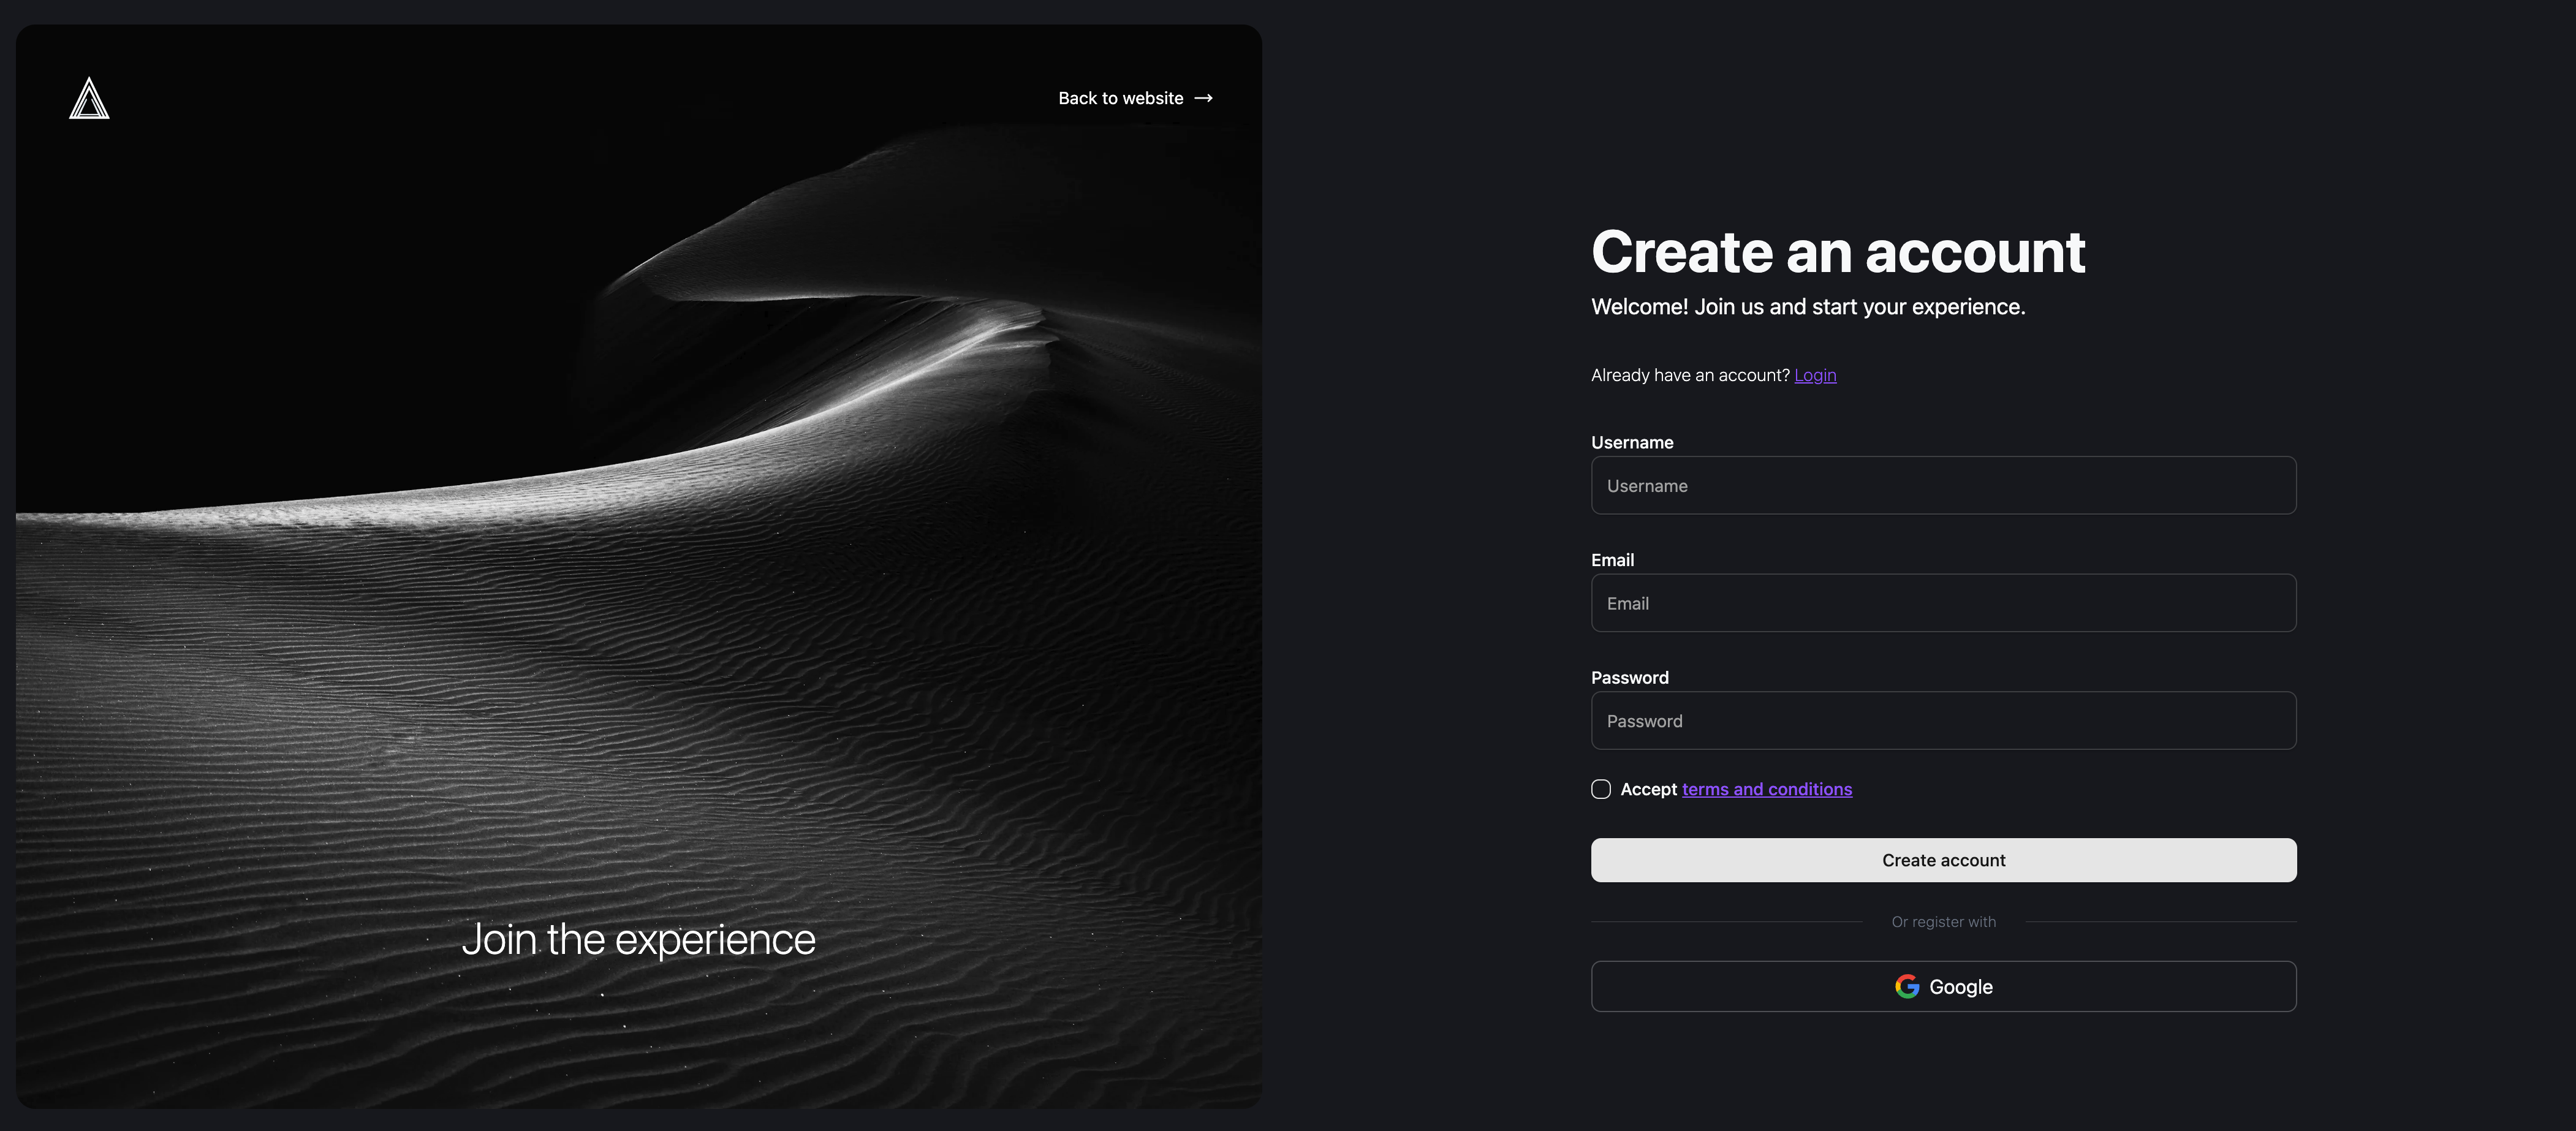 Back to website →
Join the experience
Create an account
Welcome! Join us and start your experience.
Already have an account? Login
Username
Username
Email
Email
Password
Password
Accept terms and conditions
Create account
Or register with
Google